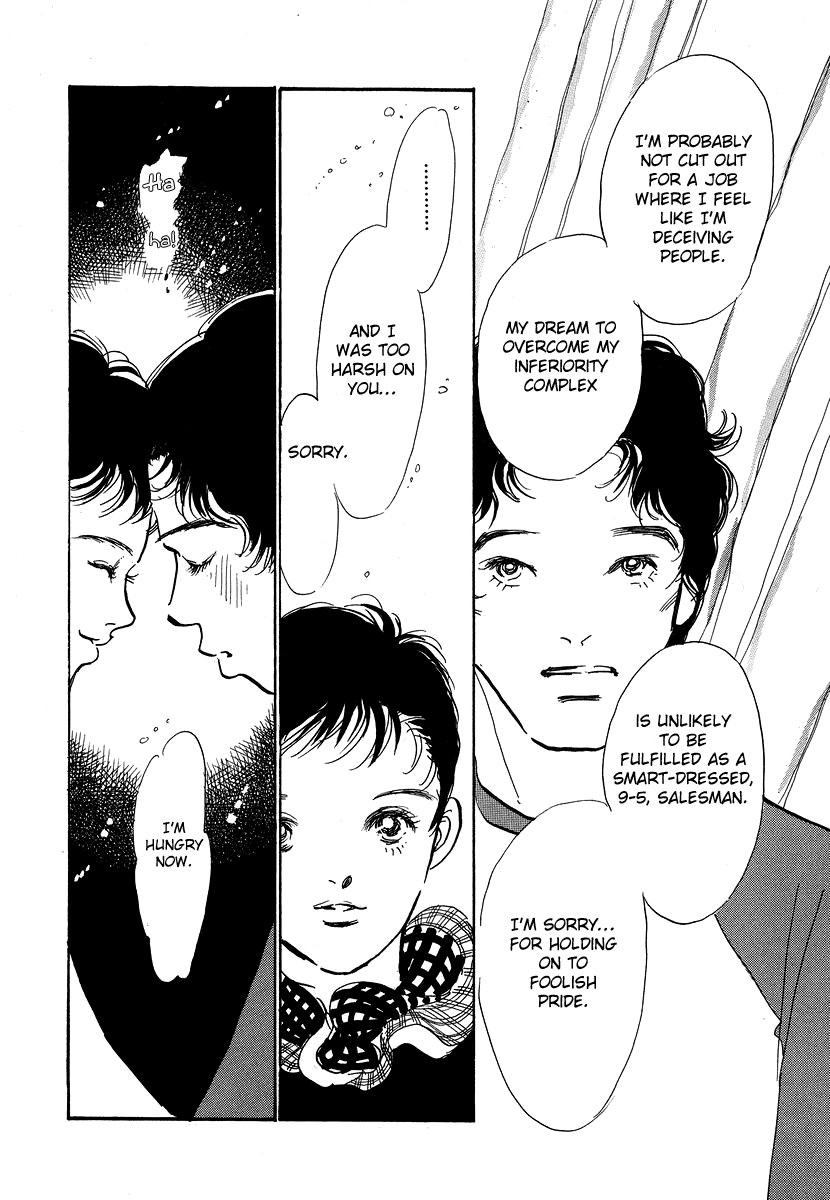 I'M PROBABLY
NOT CUT OUT
FOR A JOB
WHERE I FEEL
LIKE I'M
DECEIVING
PEOPLE.
MY DREAM TO
OVERCOME MY
INFERIORITY
COMPLEX
IS UNLIKELY
TO BE
FULFILLED AS A
SMART-DRESSED,
9-5, SALESMAN.
I'M SORRY...
FOR HOLDING
ON TO
FOOLISH
PRIDE.
.........
AND I
WAS TOO
HARSH ON
YOU...
SORRY.
Ha
ha!
I'M
HUNGRY
NOW.